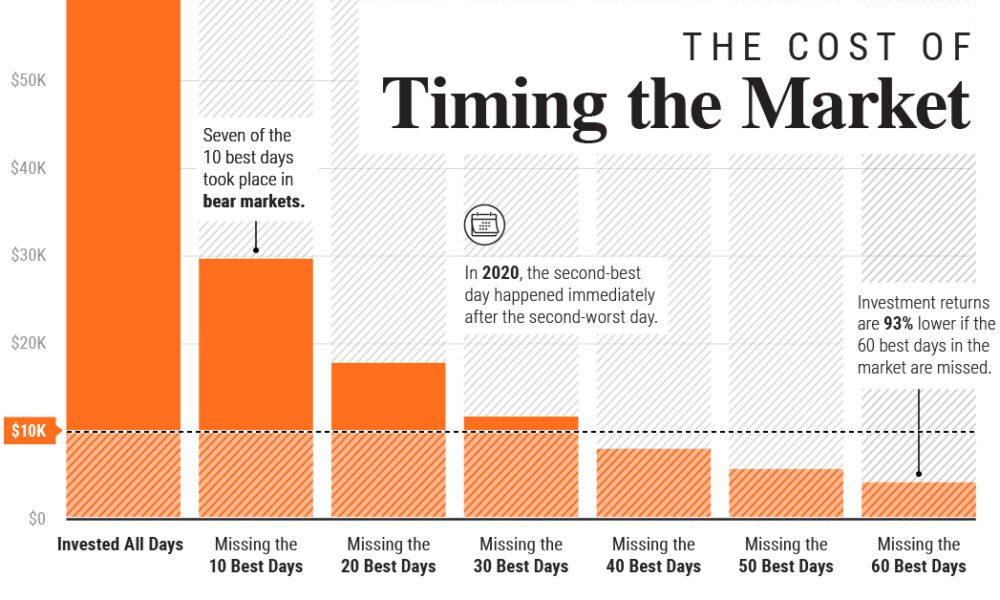 THE COST OF
Timing the Market
$50K
$40K
$30K
$20K
$10K
$0
Seven of the
10 best days
took place in
bear markets.
In 2020, the second-best
day happened immediately
after the second-worst day.
Investment returns
are 93% lower if the
60 best days in the
market are missed.
Invested All Days
Missing the
10 Best Days
Missing the
20 Best Days
Missing the
30 Best Days
Missing the
40 Best Days
Missing the
50 Best Days
Missing the
60 Best Days